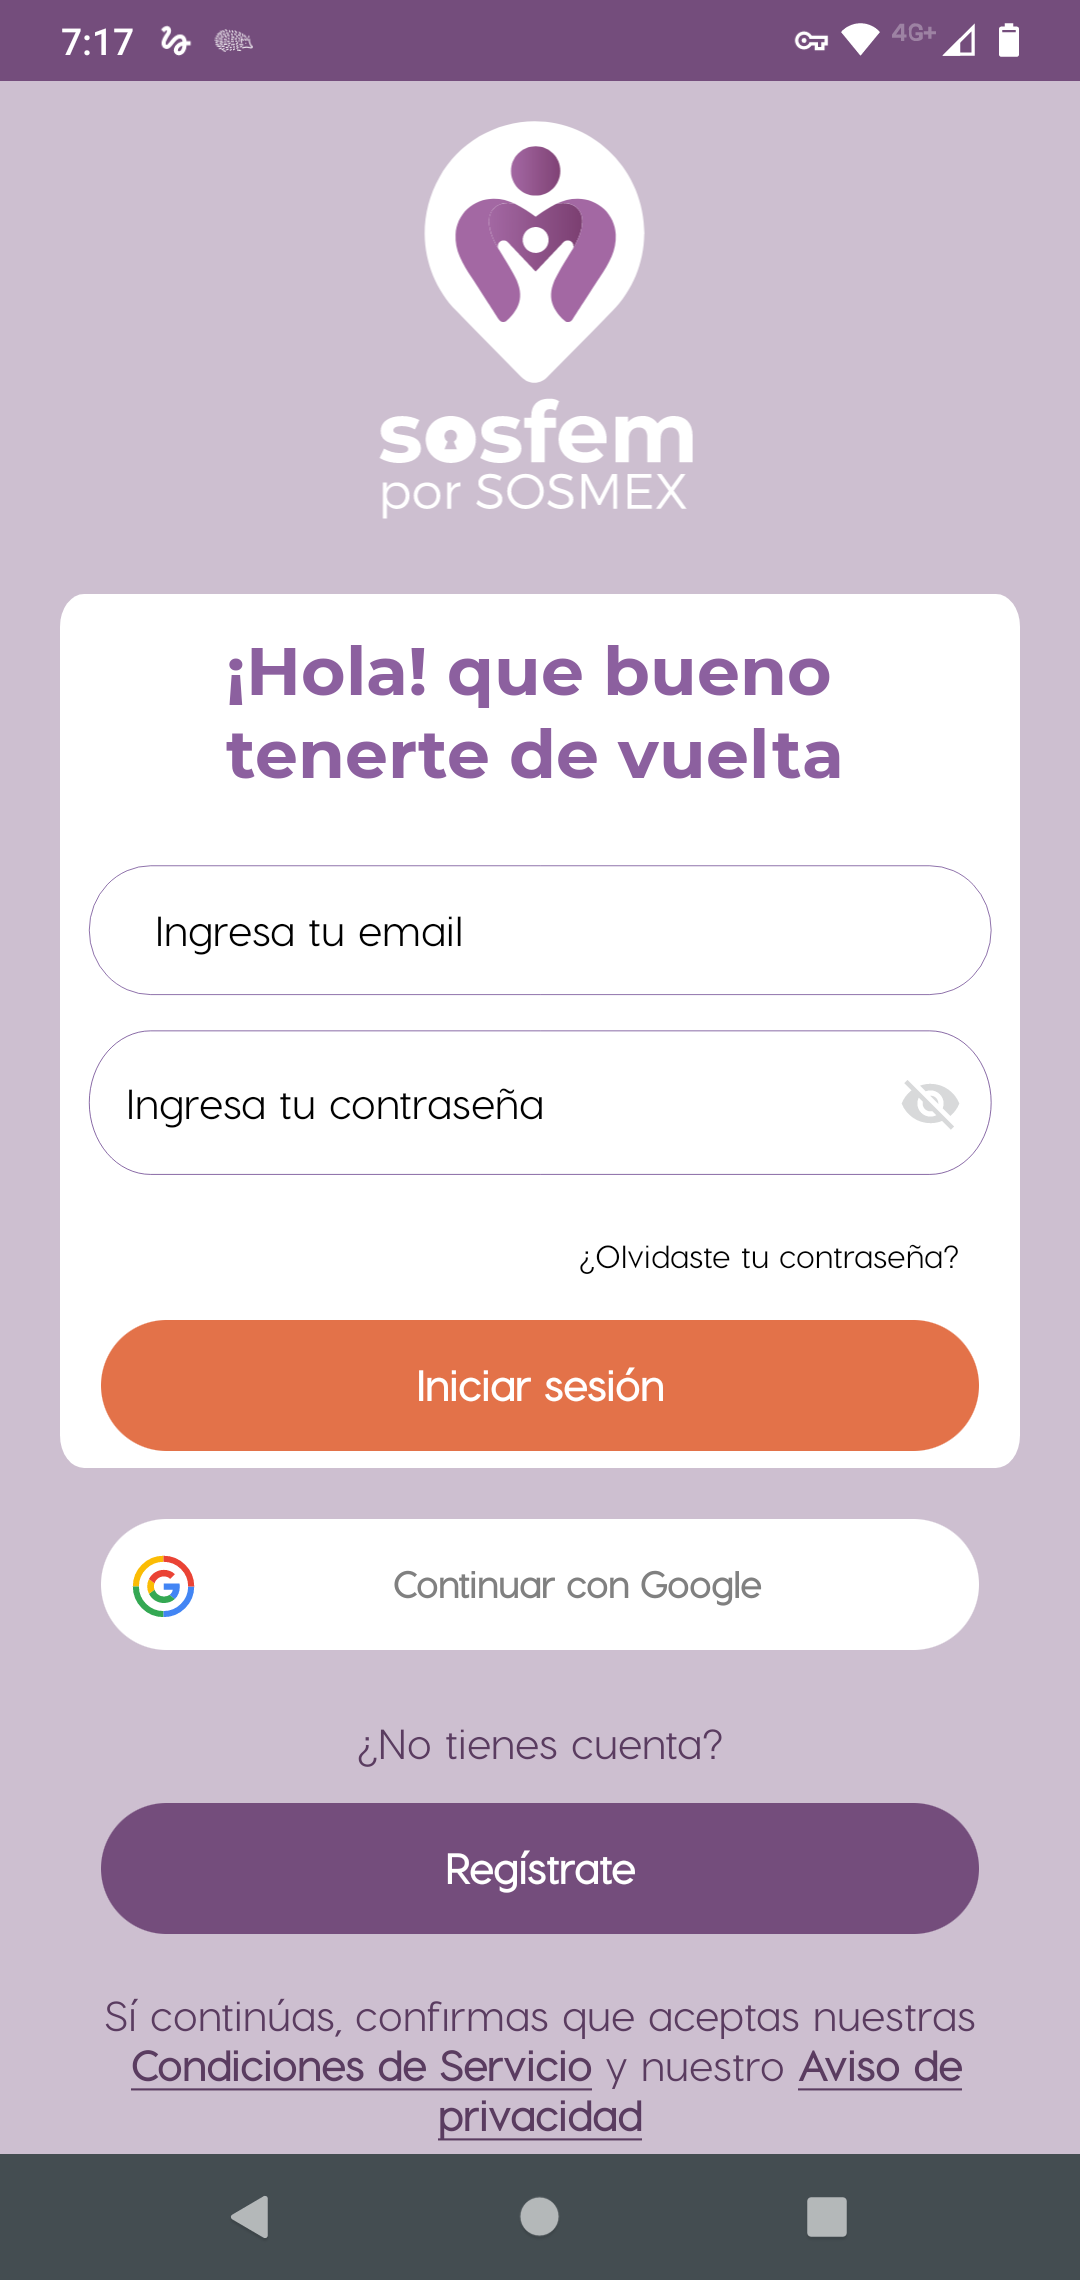 7:17
4G+
sosfem
por SOSMEX
¡Hola! que bueno
tenerte de vuelta
Ingresa tu email
Ingresa tu contraseña
¿Olvidaste tu contraseña?
Iniciar sesión
Continuar con Google
¿No tienes cuenta?
Regístrate
Sí continúas, confirmas que aceptas nuestras
Condiciones de Servicio y nuestro Aviso de
privacidad